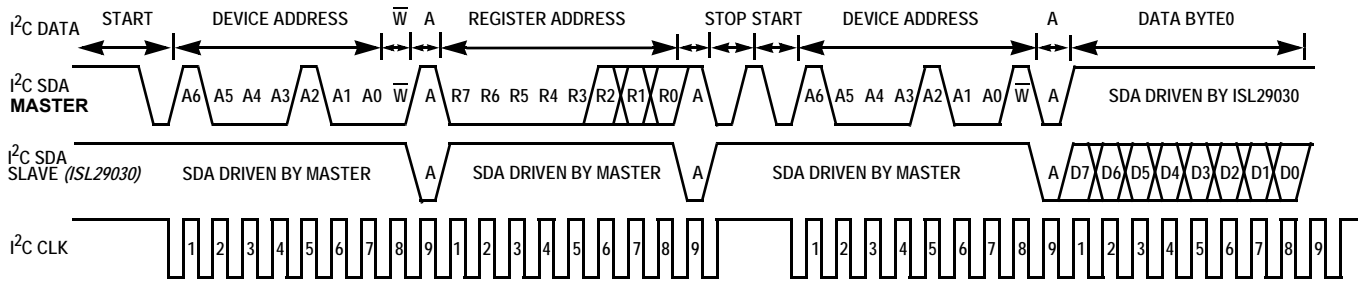 I²C DATA START DEVICE ADDRESS W̅ A REGISTER ADDRESS A STOP START DEVICE ADDRESS A DATA BYTE0
I²C SDA MASTER A6 A5 A4 A3 A2 A1 A0 W̅ A R7 R6 R5 R4 R3 R2 R1 R0 A A6 A5 A4 A3 A2 A1 A0 W̅ A SDA DRIVEN BY ISL29030
I²C SDA SLAVE (ISL29030) SDA DRIVEN BY MASTER A SDA DRIVEN BY MASTER A SDA DRIVEN BY MASTER A D7 D6 D5 D4 D3 D2 D1 D0
I²C CLK 1 2 3 4 5 6 7 8 9 1 2 3 4 5 6 7 8 9 1 2 3 4 5 6 7 8 9 1 2 3 4 5 6 7 8 9